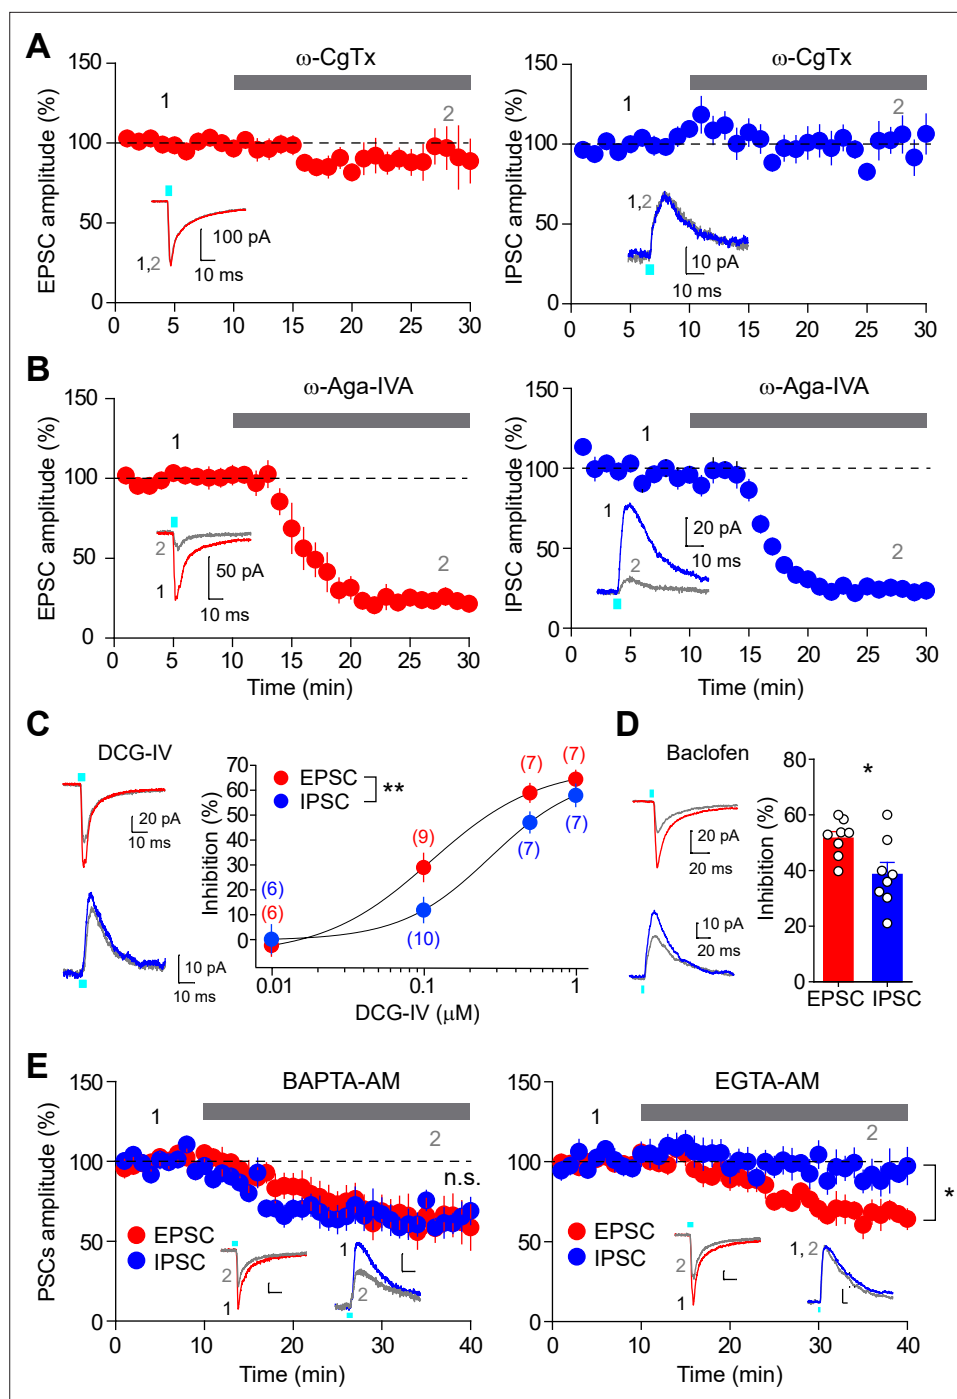 A
ω-CgTx
ω-CgTx
EPSC amplitude (%)
150
100
50
0
1
2
1,2
100 pA
10 ms
0 5 10 15 20 25 30
IPSC amplitude (%)
150
100
50
0
1
2
1,2
10 pA
10 ms
0 5 10 15 20 25 30
B
ω-Aga-IVA
ω-Aga-IVA
EPSC amplitude (%)
150
100
50
0
1
2
2
1
50 pA
10 ms
0 5 10 15 20 25 30
Time (min)
IPSC amplitude (%)
150
100
50
0
1
2
1
2
20 pA
10 ms
0 5 10 15 20 25 30
Time (min)
C
DCG-IV
20 pA
10 ms
10 pA
10 ms
Inhibition (%)
70
60
50
40
30
20
10
0
EPSC
IPSC
**
(6)
(6)
(9)
(10)
(7)
(7)
(7)
(7)
0.01 0.1 1
DCG-IV (μM)
D
Baclofen
20 pA
20 ms
10 pA
20 ms
Inhibition (%)
80
60
40
20
0
*
EPSC IPSC
E
BAPTA-AM
EGTA-AM
PSCs amplitude (%)
150
100
50
0
1
2
n.s.
EPSC
IPSC
2
1
1
2
0 10 20 30 40
Time (min)
150
100
50
0
1
2
*
EPSC
IPSC
2
1
1, 2
0 10 20 30 40
Time (min)